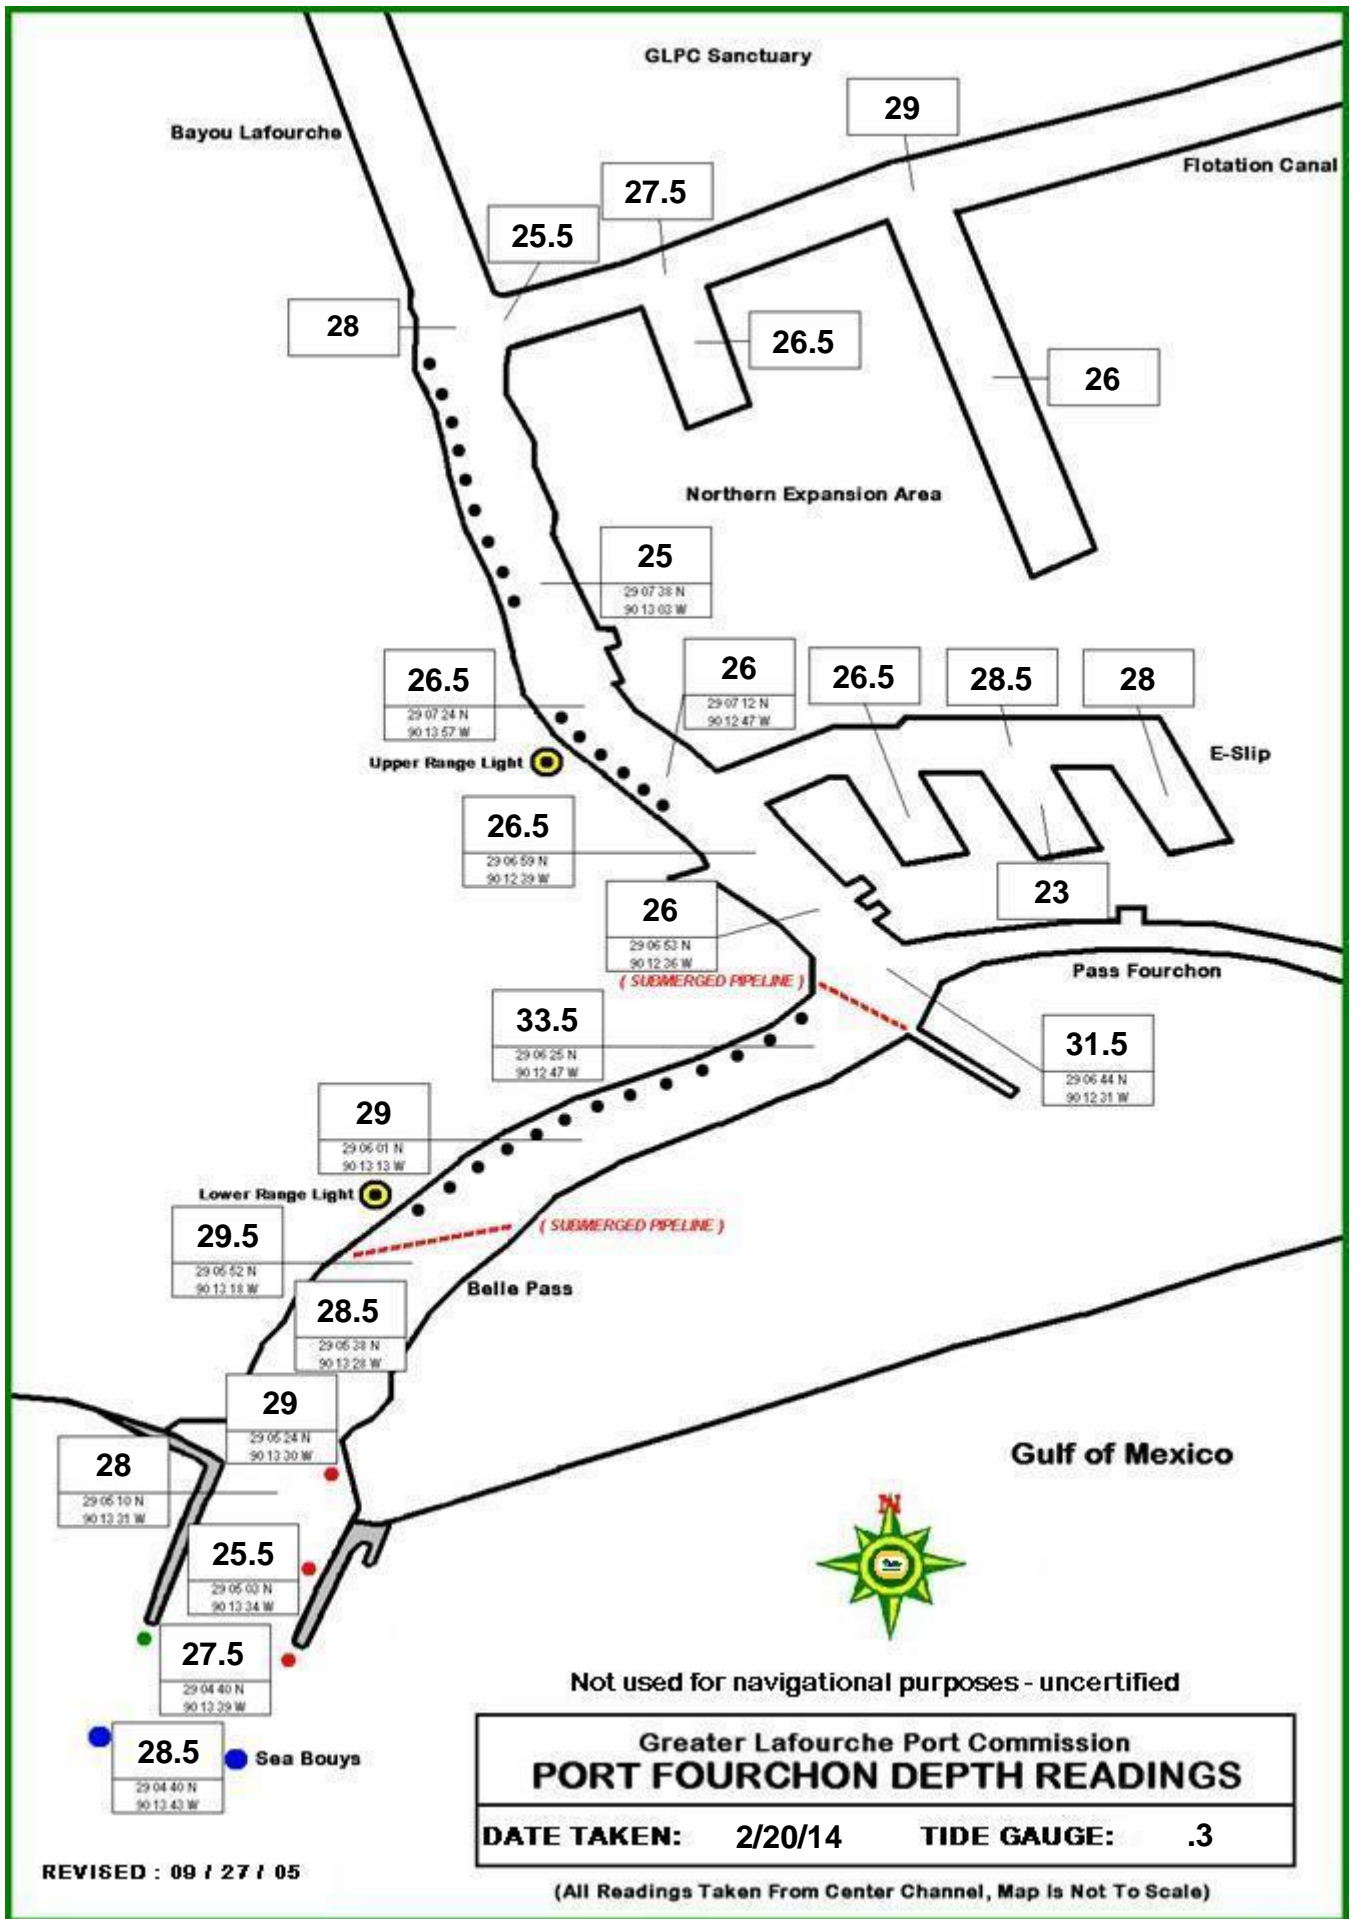 GLPC Sanctuary
29
Bayou Lafourche
Flotation Canal
27.5
25.5
28
26.5
26
Northern Expansion Area
25
29 07 38 N
90 13 03 W
26.5
29 07 24 N
90 13 57 W
26
29 07 12 N
90 12 47 W
26.5
28.5
28
E-Slip
Upper Range Light
26.5
29 06 59 N
90 12 39 W
23
26
29 06 53 N
90 12 36 W
Pass Fourchon
( SUBMERGED PIPELINE )
33.5
29 06 25 N
90 12 47 W
31.5
29 06 44 N
90 12 31 W
29
29 06 01 N
90 13 13 W
Lower Range Light
29.5
29 05 52 N
90 13 18 W
( SUBMERGED PIPELINE )
Belle Pass
28.5
29 05 38 N
90 13 28 W
29
29 05 24 N
90 13 30 W
28
29 05 10 N
90 13 31 W
Gulf of Mexico
N
25.5
29 05 03 N
90 13 34 W
27.5
29 04 40 N
90 13 39 W
28.5
29 04 40 N
90 13 43 W
Sea Bouys
Not used for navigational purposes - uncertified
Greater Lafourche Port Commission
PORT FOURCHON DEPTH READINGS
DATE TAKEN: 2/20/14 TIDE GAUGE: .3
REVISED : 09 / 27 / 05
(All Readings Taken From Center Channel, Map Is Not To Scale)